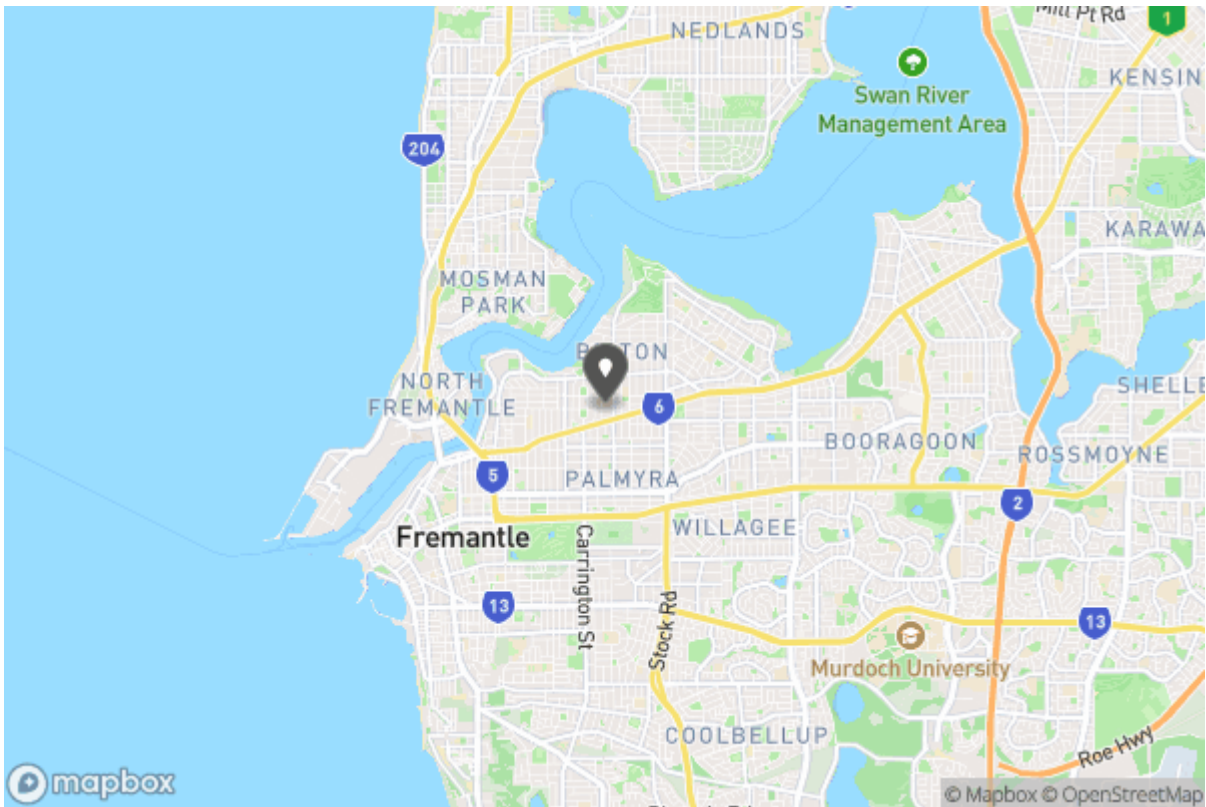 Mill Pt Rd
1
NEDLANDS
KENSIN
Swan River
Management Area
204
KARAWA
MOSMAN
PARK
NORTH
FREMANTLE
6
SHELLE
BOORAGOON
ROSSMOYNE
5
PALMYRA
2
Fremantle
WILLAGEE
Carrington St
13
Stock Rd
13
Murdoch University
COOLBELLUP
Roe Hwy
mapbox
© Mapbox © OpenStreetMap